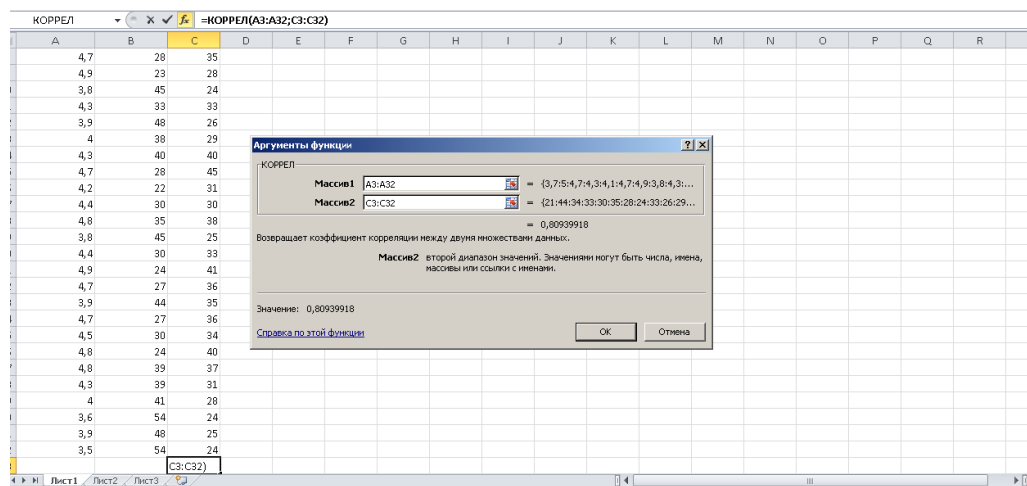 КОРРЕЛ =КОРРЕЛ(A3:A32;C3:C32)
A B C D E F G H I J K L M N O P Q R
4,7 28 35
4,9 23 28
3,8 45 24
4,3 33 33
3,9 48 26
4 38 29
4,3 40 40
4,7 28 45
4,2 22 31
4,4 30 30
4,8 35 38
3,8 45 25
4,4 30 33
4,9 24 41
4,7 27 36
3,9 44 35
4,7 27 36
4,5 30 34
4,8 24 40
4,8 39 37
4,3 39 31
4 41 28
3,6 54 24
3,9 48 25
3,5 54 24
C3:C32)
Аргументы функции
КОРРЕЛ
Массив1 A3:A32 = {3,7:5:4,7:4,3:4,1:4,7:4,9:3,8:4,3:...
Массив2 C3:C32 = {21:44:34:33:30:35:28:24:33:26:29...
= 0,80939918
Возвращает коэффициент корреляции между двумя множествами данных.
Массив2 второй диапазон значений. Значениями могут быть числа, имена,
массивы или ссылки с именами.
Значение: 0,80939918
Справка по этой функции ОК Отмена
Лист1 Лист2 Лист3